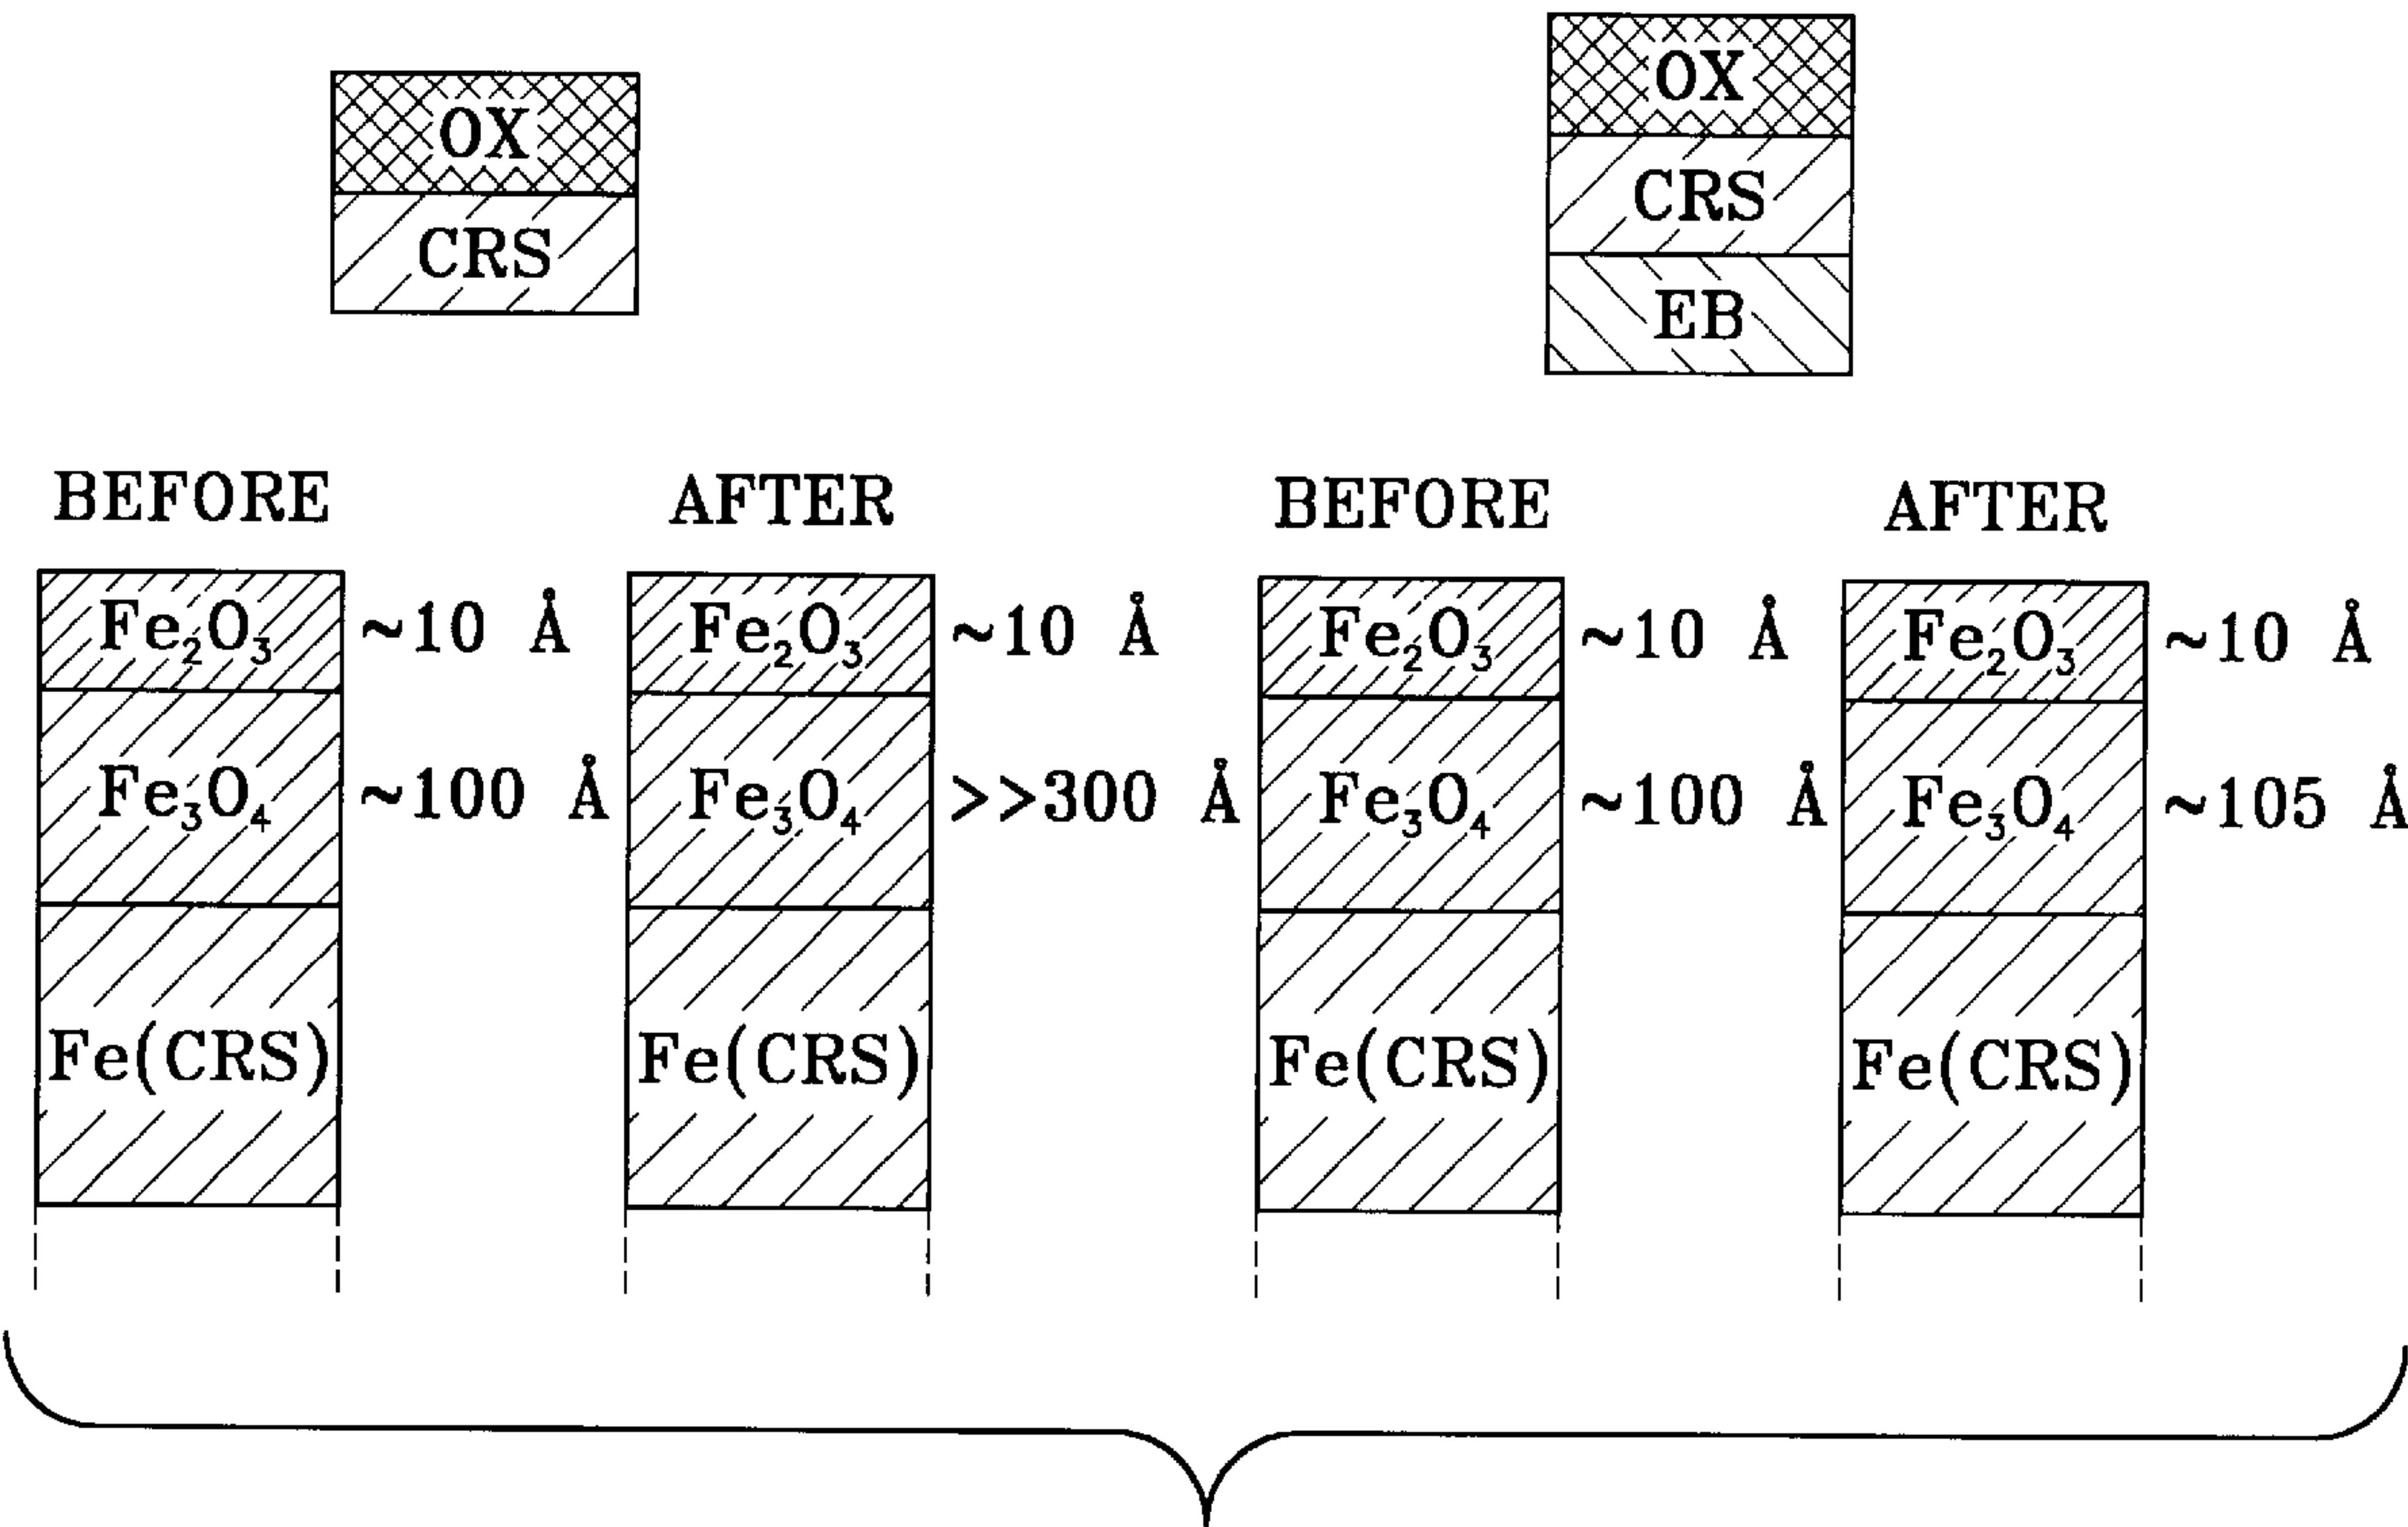 OX
CRS
OX
CRS
EB
BEFORE AFTER BEFORE AFTER
Fe₂O₃ ~10 Å Fe₂O₃ ~10 Å Fe₂O₃ ~10 Å Fe₂O₃ ~10 Å
Fe₃O₄ ~100 Å Fe₃O₄ >>300 Å Fe₃O₄ ~100 Å Fe₃O₄ ~105 Å
Fe(CRS) Fe(CRS) Fe(CRS) Fe(CRS)